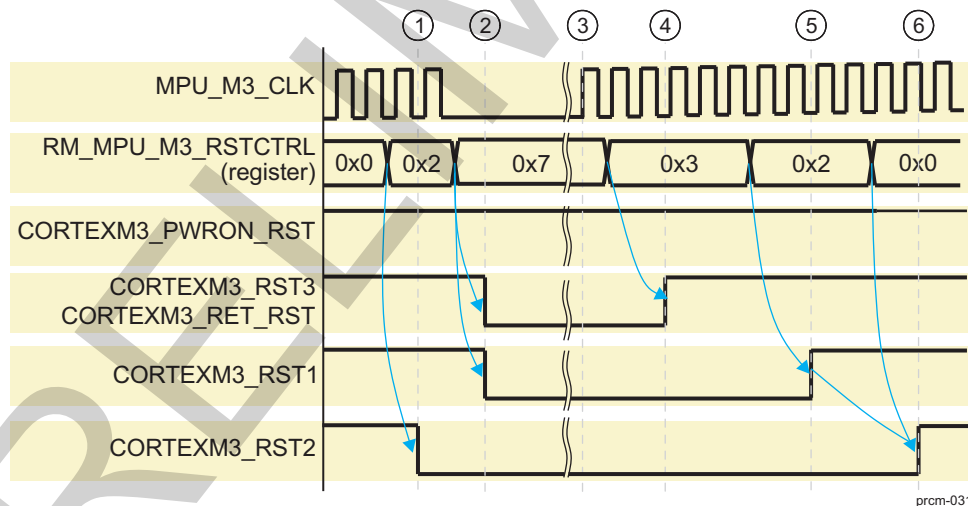 1 2 3 4 5 6
MPU_M3_CLK
RM_MPU_M3_RSTCTRL
(register)
0x0 0x2 0x7 0x3 0x2 0x0
CORTEXM3_PWRON_RST
CORTEXM3_RST3
CORTEXM3_RET_RST
CORTEXM3_RST1
CORTEXM3_RST2
prcm-031